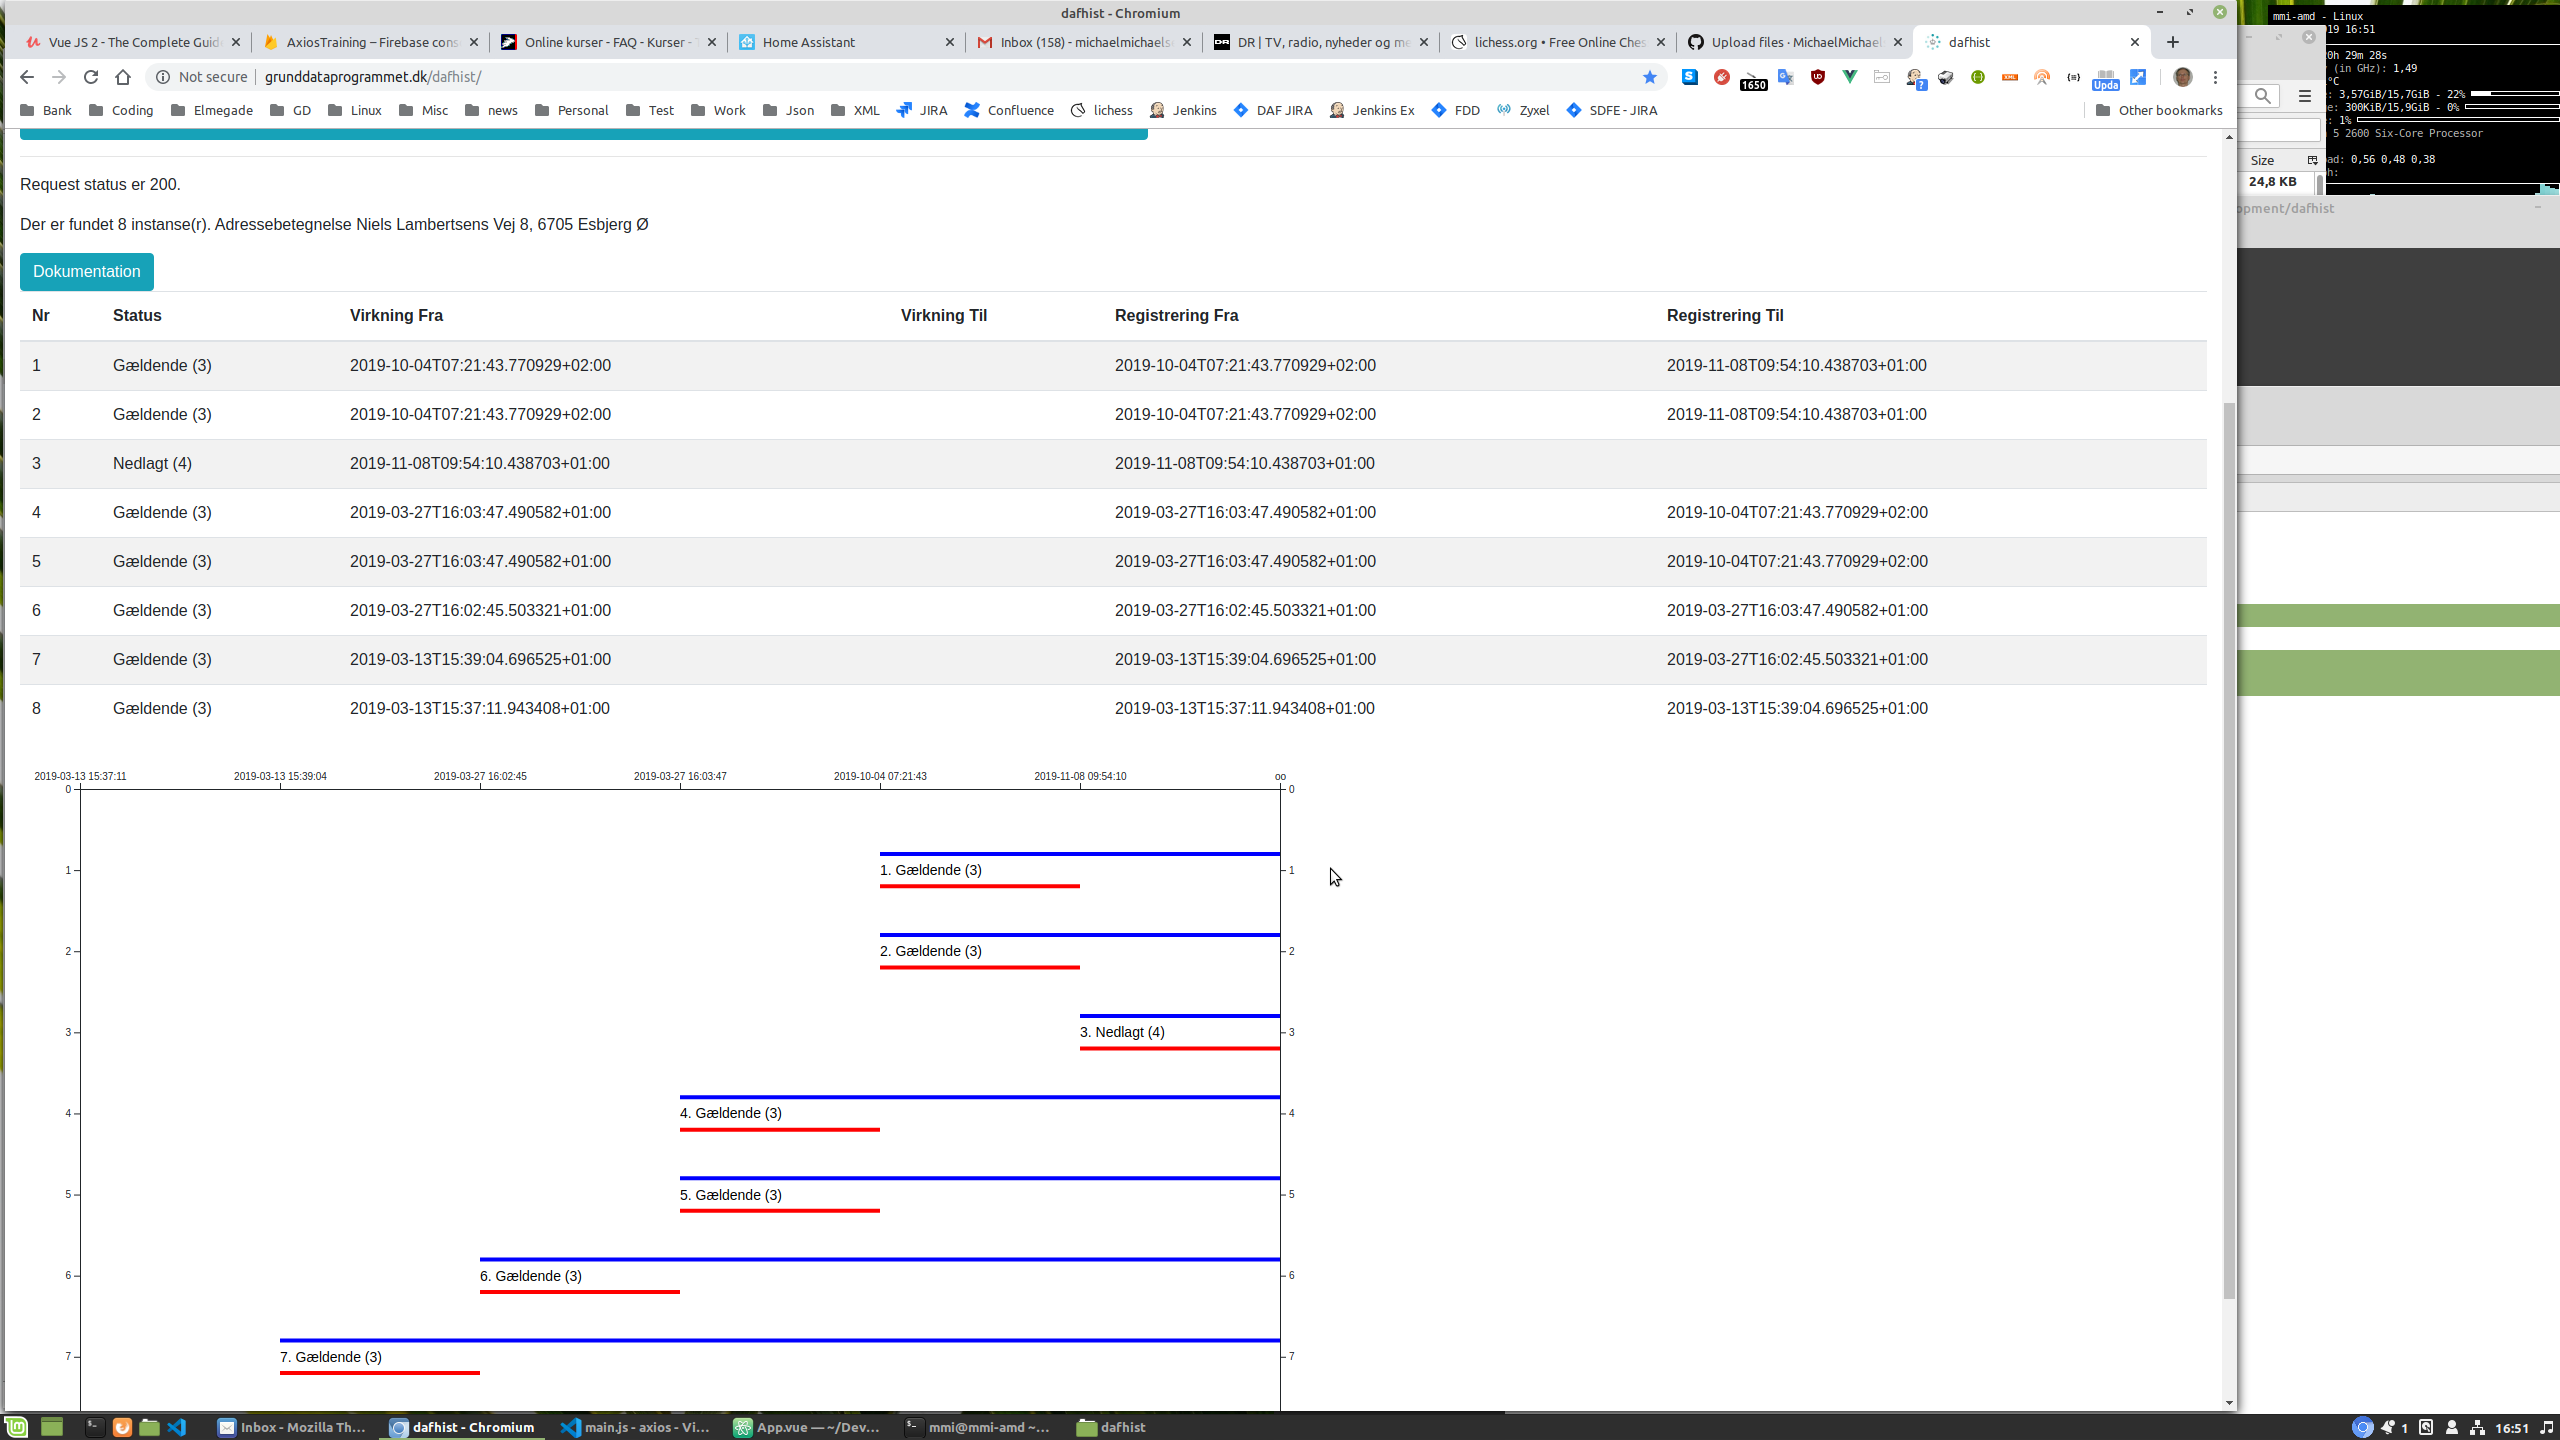 dafhist - Chromium
mmi-amd - Linux
019 16:51
Vue JS 2 - The Complete Guid
AxiosTraining – Firebase cons
Online kurser - FAQ - Kurser -
Home Assistant
Inbox (158) - michaelmichaels
DR | TV, radio, nyheder og me
lichess.org • Free Online Ches
Upload files · MichaelMichael
dafhist
20h 29m 28s
(in GHz): 1,49
°C
Not secure
grunddataprogrammet.dk/dafhist/
1650
Upda
: 3,57GiB/15,7GiB - 22%
e: 300KiB/15,9GiB - 0%
: 1%
5 2600 Six-Core Processor
ad: 0,56 0,48 0,38
h:
Bank
Coding
Elmegade
GD
Linux
Misc
news
Personal
Test
Work
Json
XML
JIRA
Confluence
lichess
Jenkins
DAF JIRA
Jenkins Ex
FDD
Zyxel
SDFE - JIRA
Other bookmarks
Size
24,8 KB
opment/dafhist
Request status er 200.
Der er fundet 8 instanse(r). Adressebetegnelse Niels Lambertsens Vej 8, 6705 Esbjerg Ø
Dokumentation
Nr Status Virkning Fra Virkning Til Registrering Fra Registrering Til
1 Gældende (3) 2019-10-04T07:21:43.770929+02:00 2019-10-04T07:21:43.770929+02:00 2019-11-08T09:54:10.438703+01:00
2 Gældende (3) 2019-10-04T07:21:43.770929+02:00 2019-10-04T07:21:43.770929+02:00 2019-11-08T09:54:10.438703+01:00
3 Nedlagt (4) 2019-11-08T09:54:10.438703+01:00 2019-11-08T09:54:10.438703+01:00
4 Gældende (3) 2019-03-27T16:03:47.490582+01:00 2019-03-27T16:03:47.490582+01:00 2019-10-04T07:21:43.770929+02:00
5 Gældende (3) 2019-03-27T16:03:47.490582+01:00 2019-03-27T16:03:47.490582+01:00 2019-10-04T07:21:43.770929+02:00
6 Gældende (3) 2019-03-27T16:02:45.503321+01:00 2019-03-27T16:02:45.503321+01:00 2019-03-27T16:03:47.490582+01:00
7 Gældende (3) 2019-03-13T15:39:04.696525+01:00 2019-03-13T15:39:04.696525+01:00 2019-03-27T16:02:45.503321+01:00
8 Gældende (3) 2019-03-13T15:37:11.943408+01:00 2019-03-13T15:37:11.943408+01:00 2019-03-13T15:39:04.696525+01:00
2019-03-13 15:37:11 2019-03-13 15:39:04 2019-03-27 16:02:45 2019-03-27 16:03:47 2019-10-04 07:21:43 2019-11-08 09:54:10 oo
0 0
1 1. Gældende (3) 1
2 2. Gældende (3) 2
3 3. Nedlagt (4) 3
4 4. Gældende (3) 4
5 5. Gældende (3) 5
6 6. Gældende (3) 6
7 7. Gældende (3) 7
Inbox - Mozilla Th...
dafhist - Chromium
main.js - axios - Vi...
App.vue — ~/Dev...
mmi@mmi-amd ~...
dafhist
1
16:51